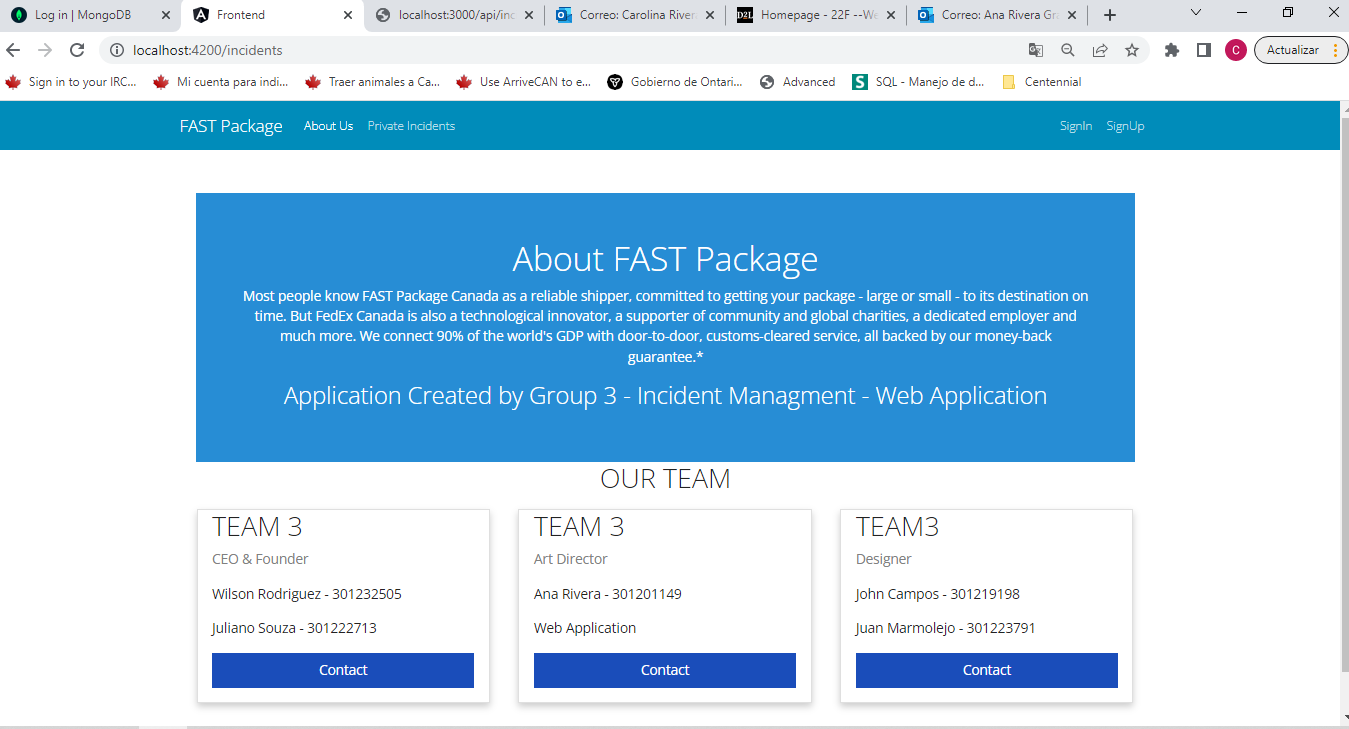 Log in | MongoDB
Frontend
localhost:3000/api/inc
Correo: Carolina Rivera
Homepage - 22F --We
Correo: Ana Rivera Gr
localhost:4200/incidents
C
Actualizar
Sign in to your IRC...
Mi cuenta para indi...
Traer animales a Ca...
Use ArriveCAN to e...
Gobierno de Ontari...
Advanced
S
SQL - Manejo de d...
Centennial
FAST Package
About Us
Private Incidents
SignIn
SignUp
About FAST Package
Most people know FAST Package Canada as a reliable shipper, committed to getting your package - large or small - to its destination on
time. But FedEx Canada is also a technological innovator, a supporter of community and global charities, a dedicated employer and
much more. We connect 90% of the world's GDP with door-to-door, customs-cleared service, all backed by our money-back
guarantee.*
Application Created by Group 3 - Incident Managment - Web Application
OUR TEAM
TEAM 3
CEO & Founder
Wilson Rodriguez - 301232505
Juliano Souza - 301222713
Contact
TEAM 3
Art Director
Ana Rivera - 301201149
Web Application
Contact
TEAM3
Designer
John Campos - 301219198
Juan Marmolejo - 301223791
Contact